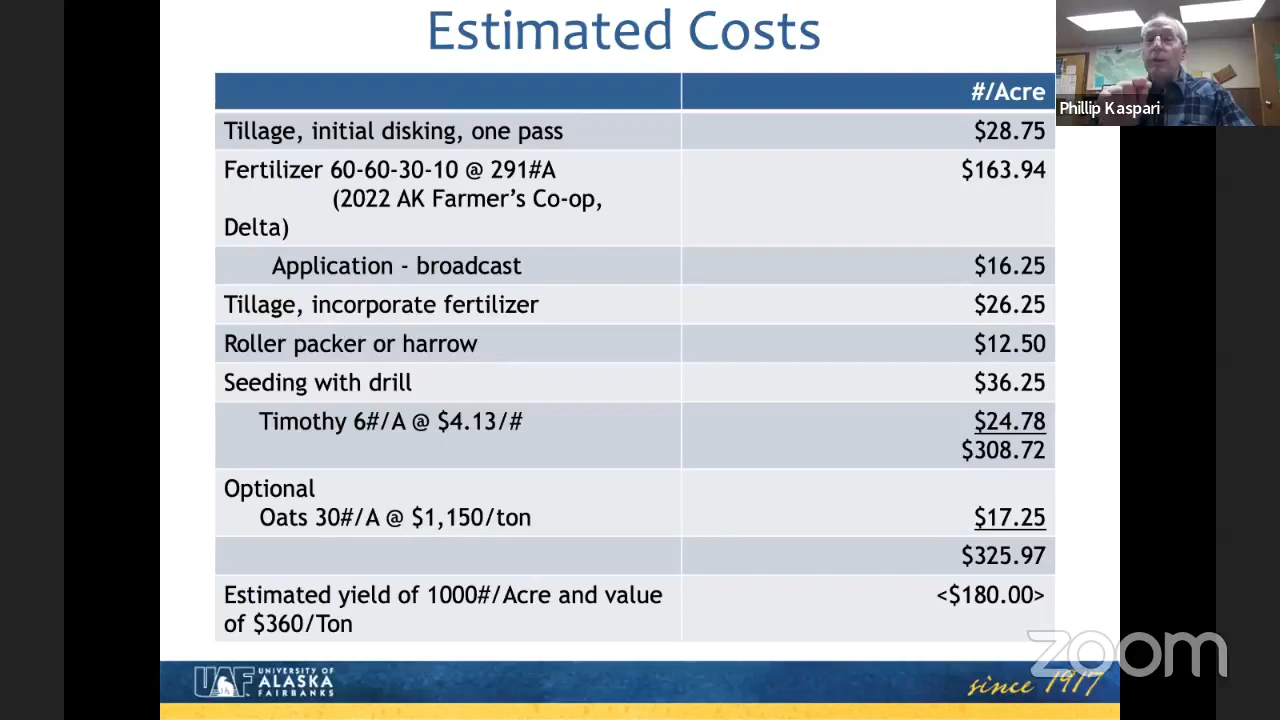 Estimated Costs
#/Acre
Tillage, initial disking, one pass $28.75
Fertilizer 60-60-30-10 @ 291#A $163.94
(2022 AK Farmer's Co-op,
Delta)
Application - broadcast $16.25
Tillage, incorporate fertilizer $26.25
Roller packer or harrow $12.50
Seeding with drill $36.25
Timothy 6#/A @ $4.13/# $24.78
$308.72
Optional
Oats 30#/A @ $1,150/ton $17.25
$325.97
Estimated yield of 1000#/Acre and value <$180.00>
of $360/Ton
Phillip Kaspari
UAF
UNIVERSITY OF
ALASKA
FAIRBANKS
zoom
since 1917